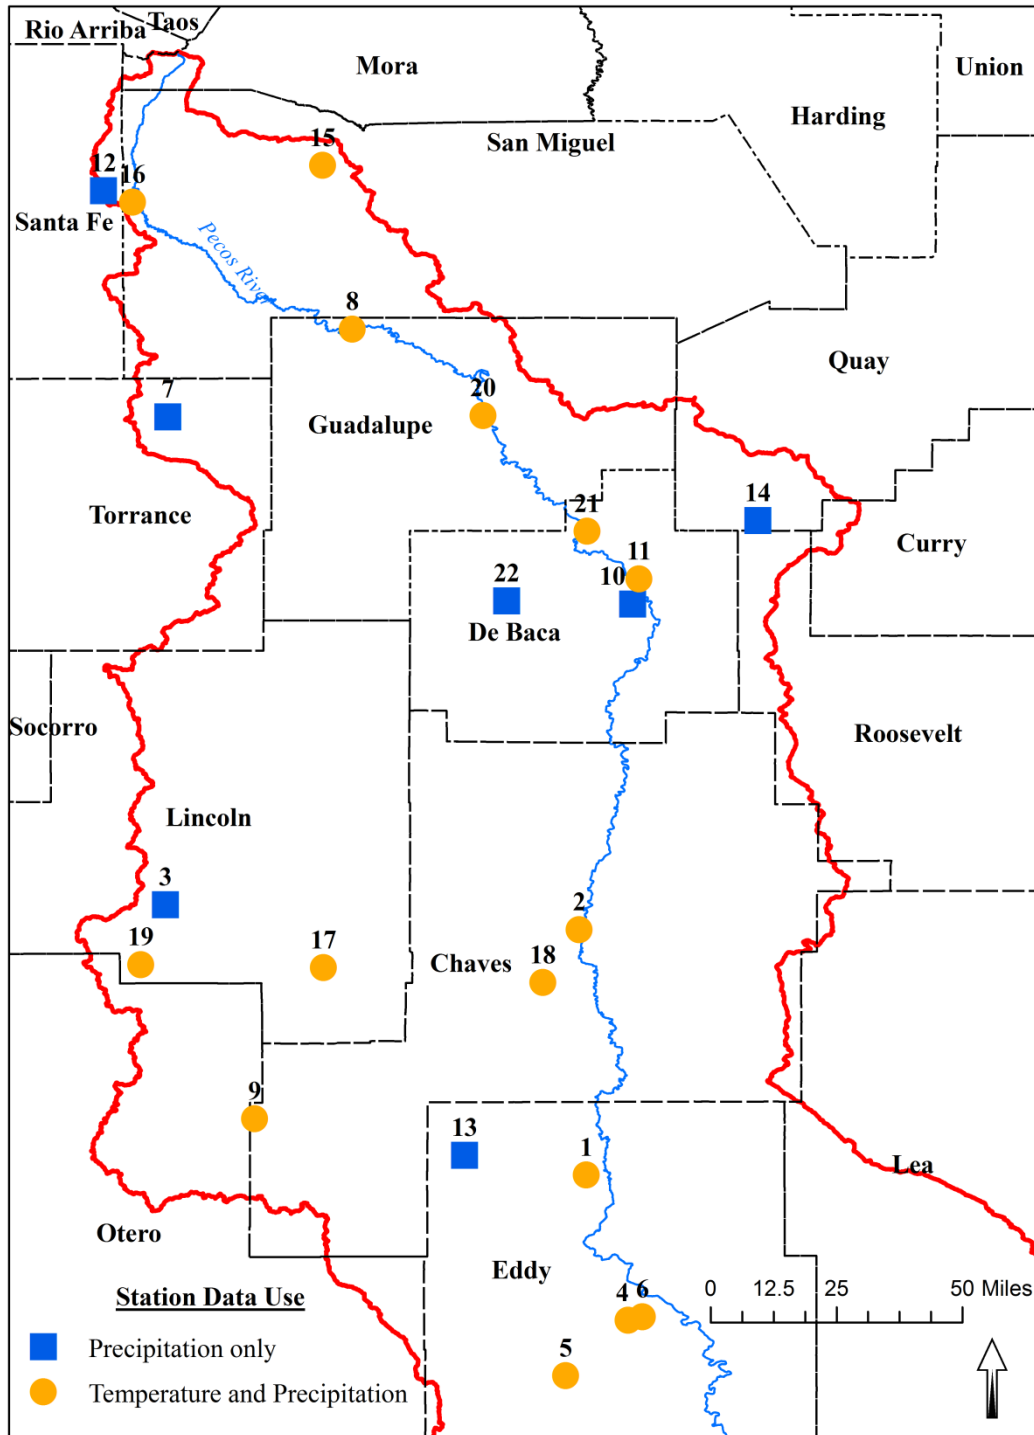 Taos
Rio Arriba
Mora
Union
Harding
San Miguel
15
12
16
Santa Fe
Pecos River
8
Quay
7
20
Guadalupe
14
Torrance
21
Curry
11
22
10
De Baca
Socorro
Roosevelt
Lincoln
3
2
19
17
18
Chaves
9
13
1
Lea
Otero
Eddy
Station Data Use
0 12.5 25 50 Miles
4 6
Precipitation only
5
Temperature and Precipitation